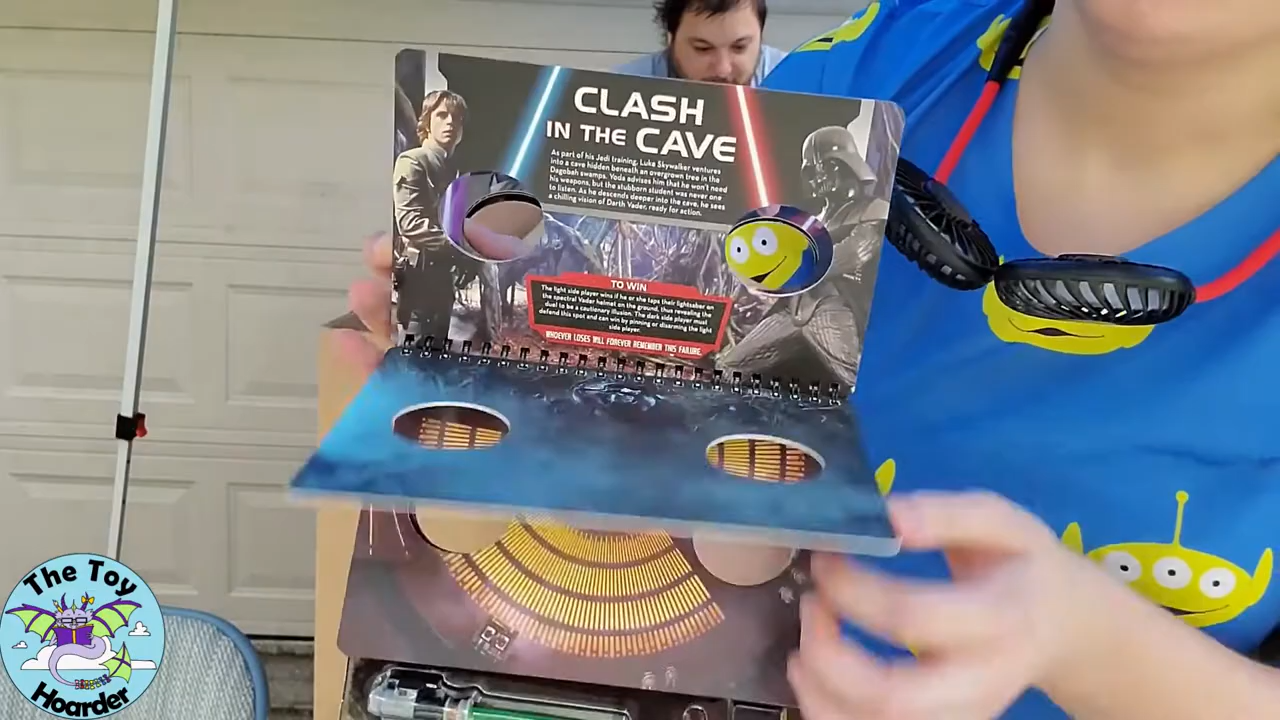 CLASH
IN THE CAVE
As part of his Jedi training, Luke Skywalker ventures
into a cave hidden beneath an overgrown tree in the
Dagobah swamps. Yoda advises him that he won't need
his weapons, but the stubborn student was never one
to listen. As he descends deeper into the cave, he sees
a chilling vision of Darth Vader, ready for action.
TO WIN
The light side player wins if he or she taps their lightsaber on
the spectral Vader helmet on the ground, thus revealing the
duel to be a cautionary illusion. The dark side player must
defend this spot and can win by pinning or disarming the light
side player.
WHOEVER LOSES WILL FOREVER REMEMBER THIS FAILURE.
The Toy
Hoarder